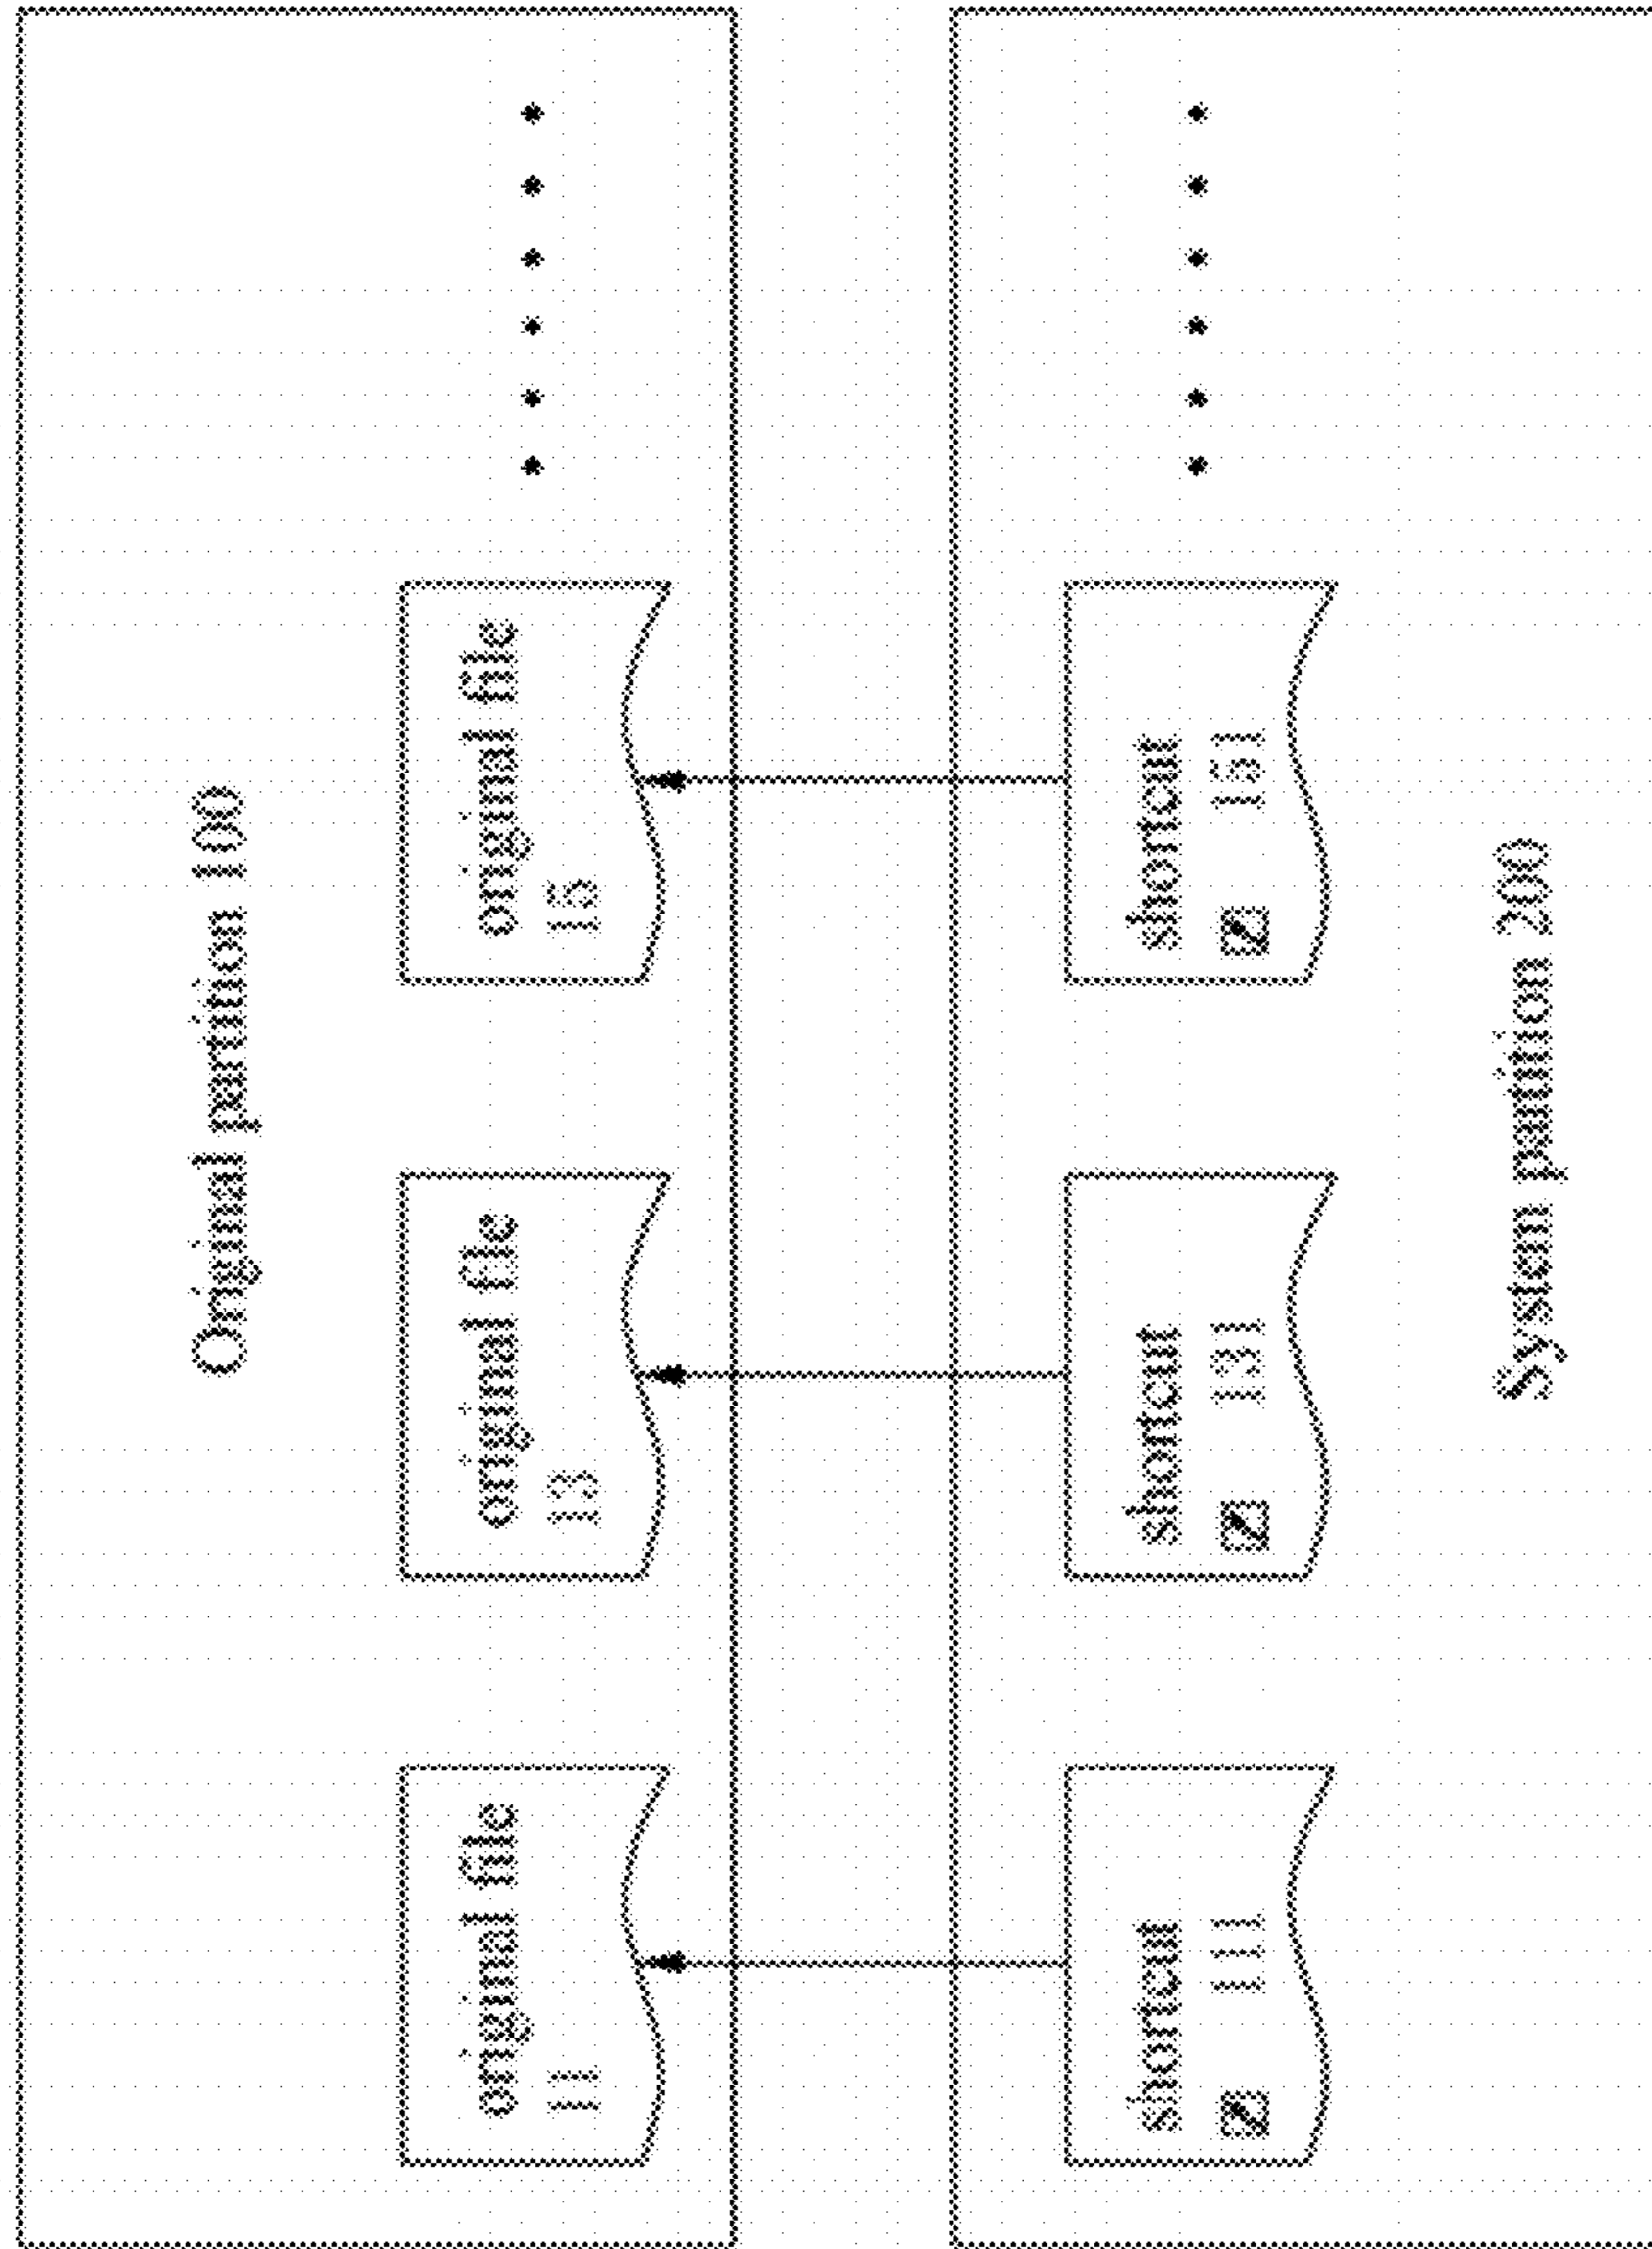 Original partition 100
original file
11
original file
13
original file
15
shortcut
111
shortcut
131
shortcut
151
System partition 200